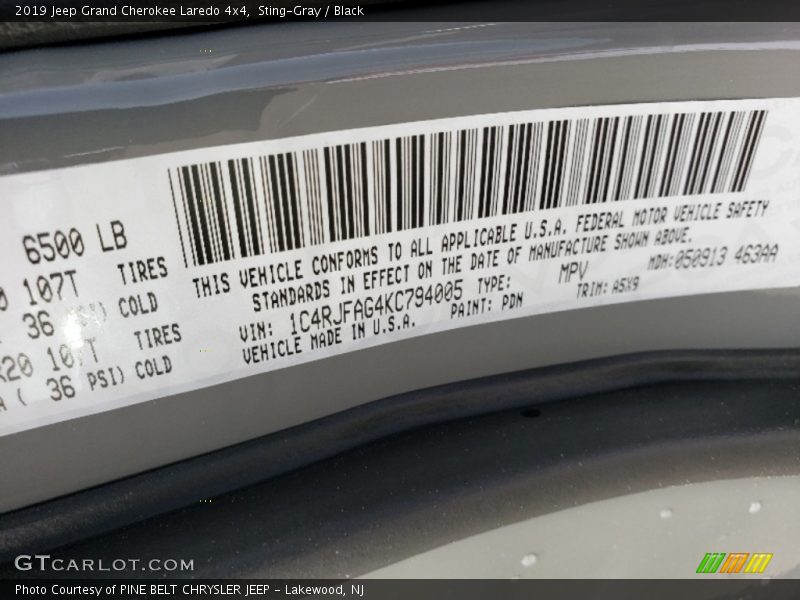 2019 Jeep Grand Cherokee Laredo 4x4, Sting-Gray / Black
6500 LB
107T TIRES
36 COLD
R20 TIRES
( 36 PSI) COLD
THIS VEHICLE CONFORMS TO ALL APPLICABLE U.S.A. FEDERAL MOTOR VEHICLE SAFETY
STANDARDS IN EFFECT ON THE DATE OF MANUFACTURE SHOWN ABOVE.
VIN: 1C4RJFAG4KC794005 TYPE: MPV MDH:050913 463AA
VEHICLE MADE IN U.S.A. PAINT: PDN TRIM: A5X9
GTCARLOT.COM
Photo Courtesy of PINE BELT CHRYSLER JEEP - Lakewood, NJ